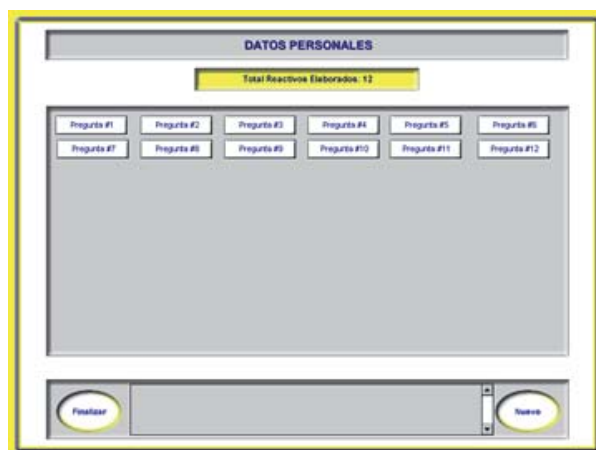 DATOS PERSONALES
Total Reactivos Elaborados: 12
Pregunta #1 Pregunta #2 Pregunta #3 Pregunta #4 Pregunta #5 Pregunta #6
Pregunta #7 Pregunta #8 Pregunta #9 Pregunta #10 Pregunta #11 Pregunta #12
Finalizar Nuevo